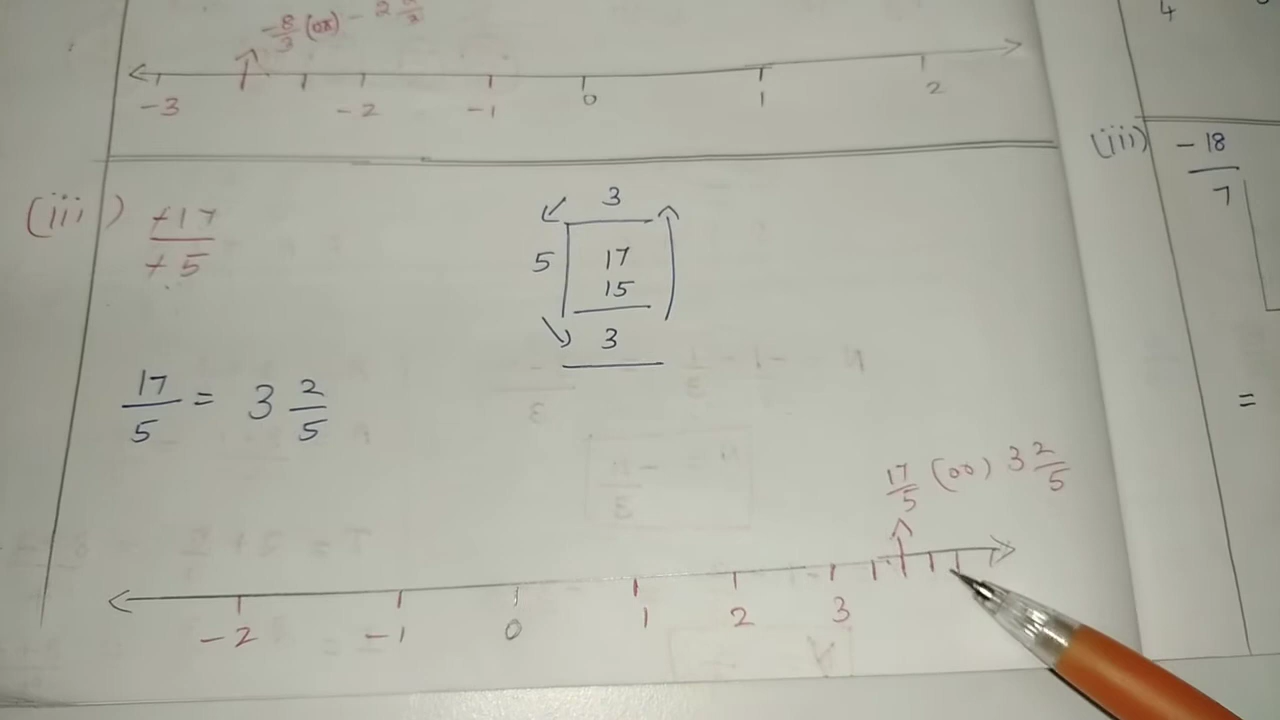 -8/3 (or) - 2 2/3
-3 -2 -1 0 1 2
4
(iii) +17/+5
3
5 17
15
3
17/5 = 3 2/5
17/5 (or) 3 2/5
-2 -1 0 1 2 3
(iii) -18/7
=